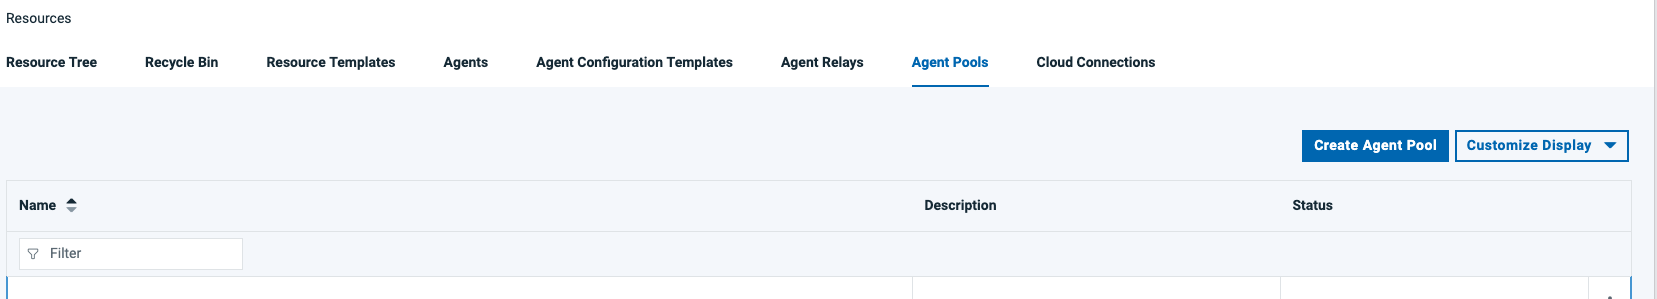 Resources
Resource Tree Recycle Bin Resource Templates Agents Agent Configuration Templates Agent Relays Agent Pools Cloud Connections
Create Agent Pool Customize Display
Name Description Status
Filter